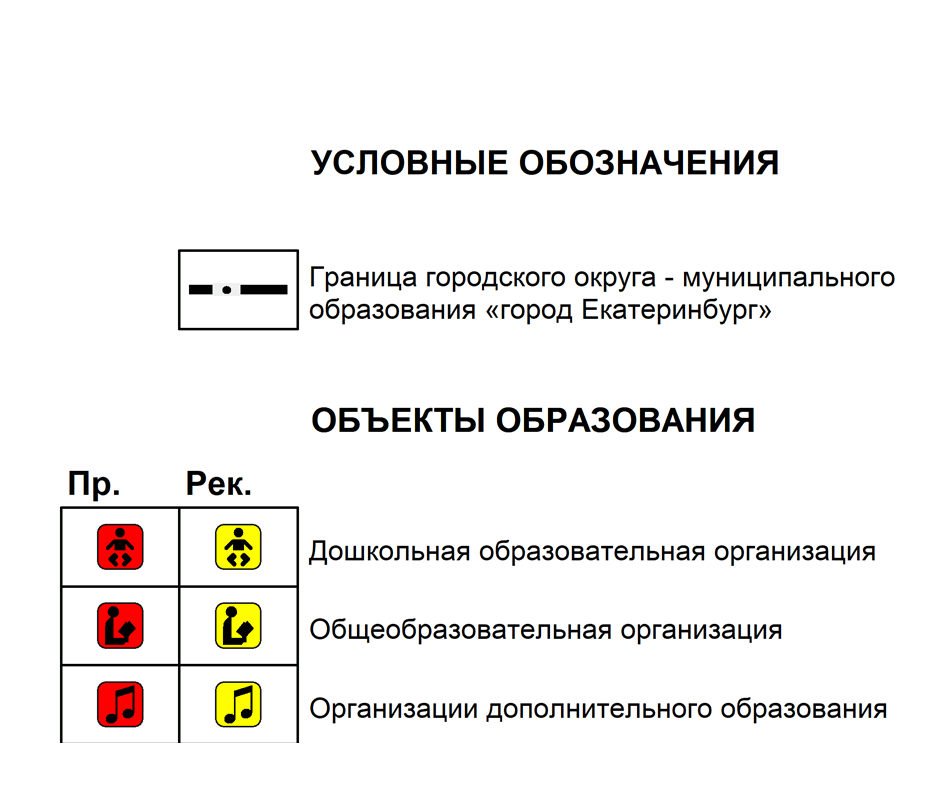 УСЛОВНЫЕ ОБОЗНАЧЕНИЯ
Граница городского округа - муниципального
образования «город Екатеринбург»
ОБЪЕКТЫ ОБРАЗОВАНИЯ
Пр. Рек.
Дошкольная образовательная организация
Общеобразовательная организация
Организации дополнительного образования